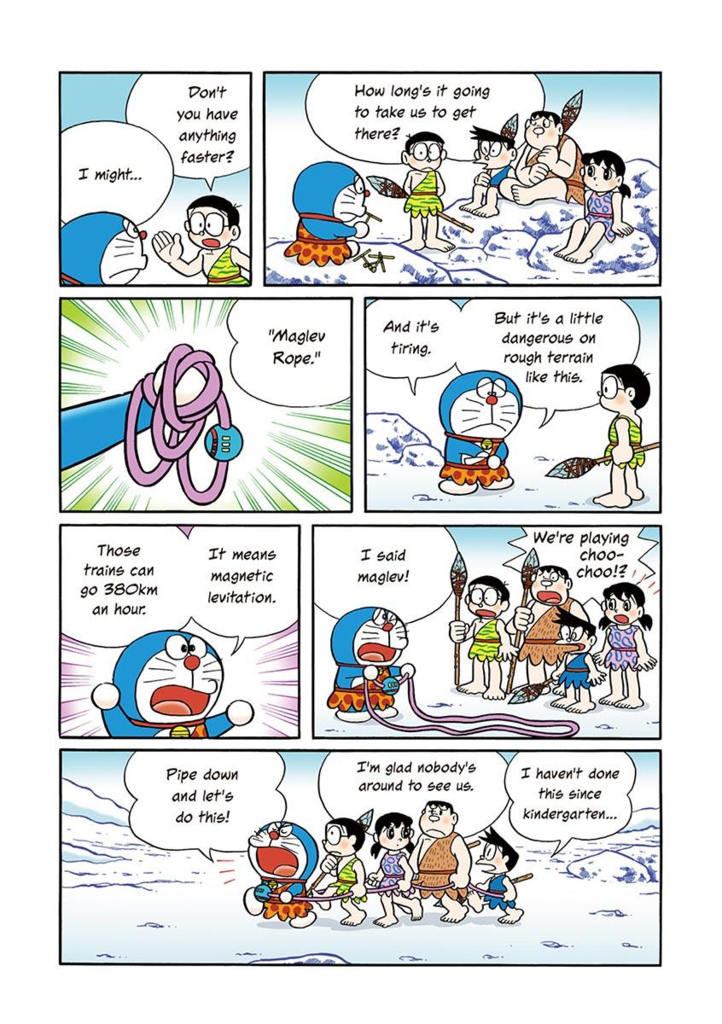 How long's it going
to take us to get
there?
Don't
you have
anything
faster?
I might...
But it's a little
dangerous on
rough terrain
like this.
And it's
tiring.
"Maglev
Rope."
We're playing
choo-
choo!?
I said
maglev!
It means
magnetic
levitation.
Those
trains can
go 380km
an hour.
I haven't done
this since
kindergarten...
I'm glad nobody's
around to see us.
Pipe down
and let's
do this!